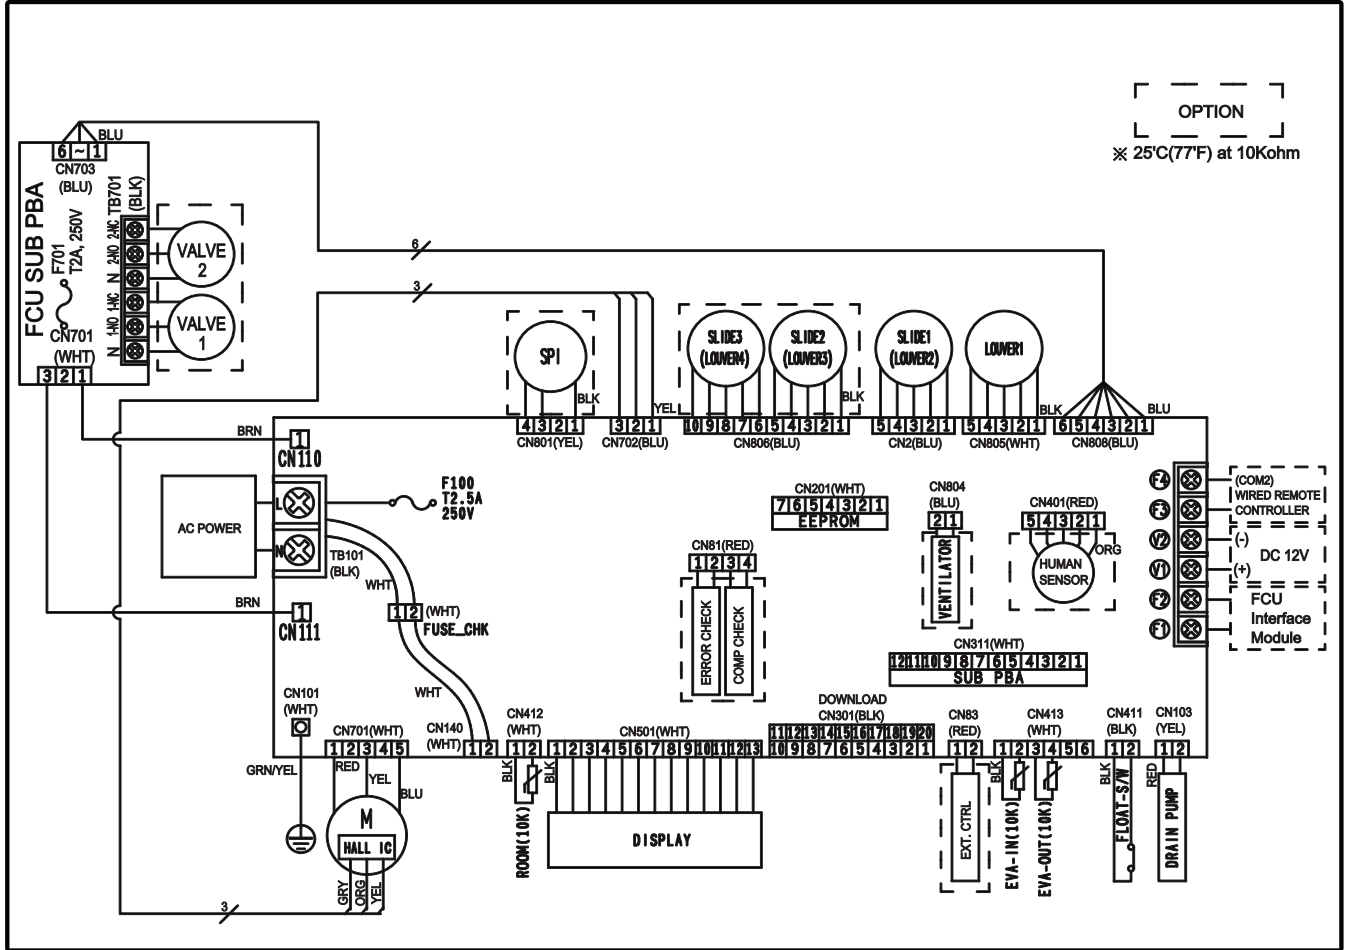 OPTION
※ 25'C(77'F) at 10Kohm
BLU
6 ~ 1
CN703
(BLU)
FCU SUB PBA
F701
T2A, 250V
TB701
(BLK)
2-NC
2-NO
N
1-NC
1-NO
N
VALVE
2
VALVE
1
CN701
(WHT)
3 2 1
6
3
SPI
BLK
4 3 2 1
CN801(YEL)
YEL
3 2 1
CN702(BLU)
SLIDE3
(LOUVER4)
SLIDE2
(LOUVER3)
BLK
10 9 8 7 6 5 4 3 2 1
CN806(BLU)
SLIDE1
(LOUVER2)
5 4 3 2 1
CN2(BLU)
LOUVER1
BLK
5 4 3 2 1
CN805(WHT)
BLU
6 5 4 3 2 1
CN808(BLU)
BRN
1
CN110
AC POWER
L
N
TB101
(BLK)
F100
T2.5A
250V
BRN
1
CN111
WHT
1 2
(WHT)
FUSE_CHK
WHT
CN201(WHT)
7 6 5 4 3 2 1
EEPROM
CN804
(BLU)
2 1
VENTILATOR
CN401(RED)
5 4 3 2 1
ORG
HUMAN
SENSOR
CN81(RED)
1 2 3 4
ERROR CHECK
COMP CHECK
CN311(WHT)
12 11 10 9 8 7 6 5 4 3 2 1
SUB PBA
F4
F3
V2
V1
F2
F1
(COM2)
WIRED REMOTE
CONTROLLER
(-)
DC 12V
(+)
FCU
Interface
Module
CN101
(WHT)
GRN/YEL
CN701(WHT)
1 2 3 4 5
RED
YEL
BLU
M
HALL IC
GRY
ORG
YEL
3
CN140
(WHT)
1 2
CN412
(WHT)
1 2
BLK
ROOM(10K)
CN501(WHT)
1 2 3 4 5 6 7 8 9 10 11 12 13
BLK
DISPLAY
DOWNLOAD
CN301(BLK)
11 12 13 14 15 16 17 18 19 20
10 9 8 7 6 5 4 3 2 1
CN83
(RED)
1 2
EXT. CTRL
CN413
(WHT)
1 2 3 4 5 6
BLK
EVA-IN(10K)
EVA-OUT(10K)
CN411
(BLK)
1 2
BLK
FLOAT-S/W
CN103
(YEL)
1 2
RED
DRAIN PUMP